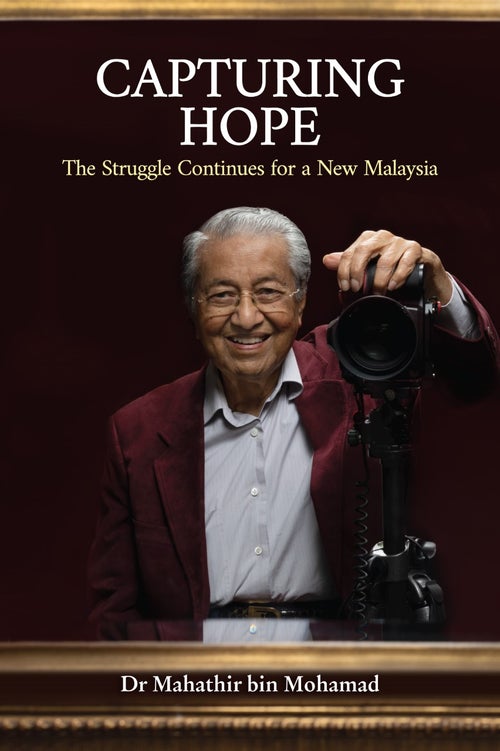 CAPTURING
HOPE
The Struggle Continues for a New Malaysia
Dr Mahathir bin Mohamad